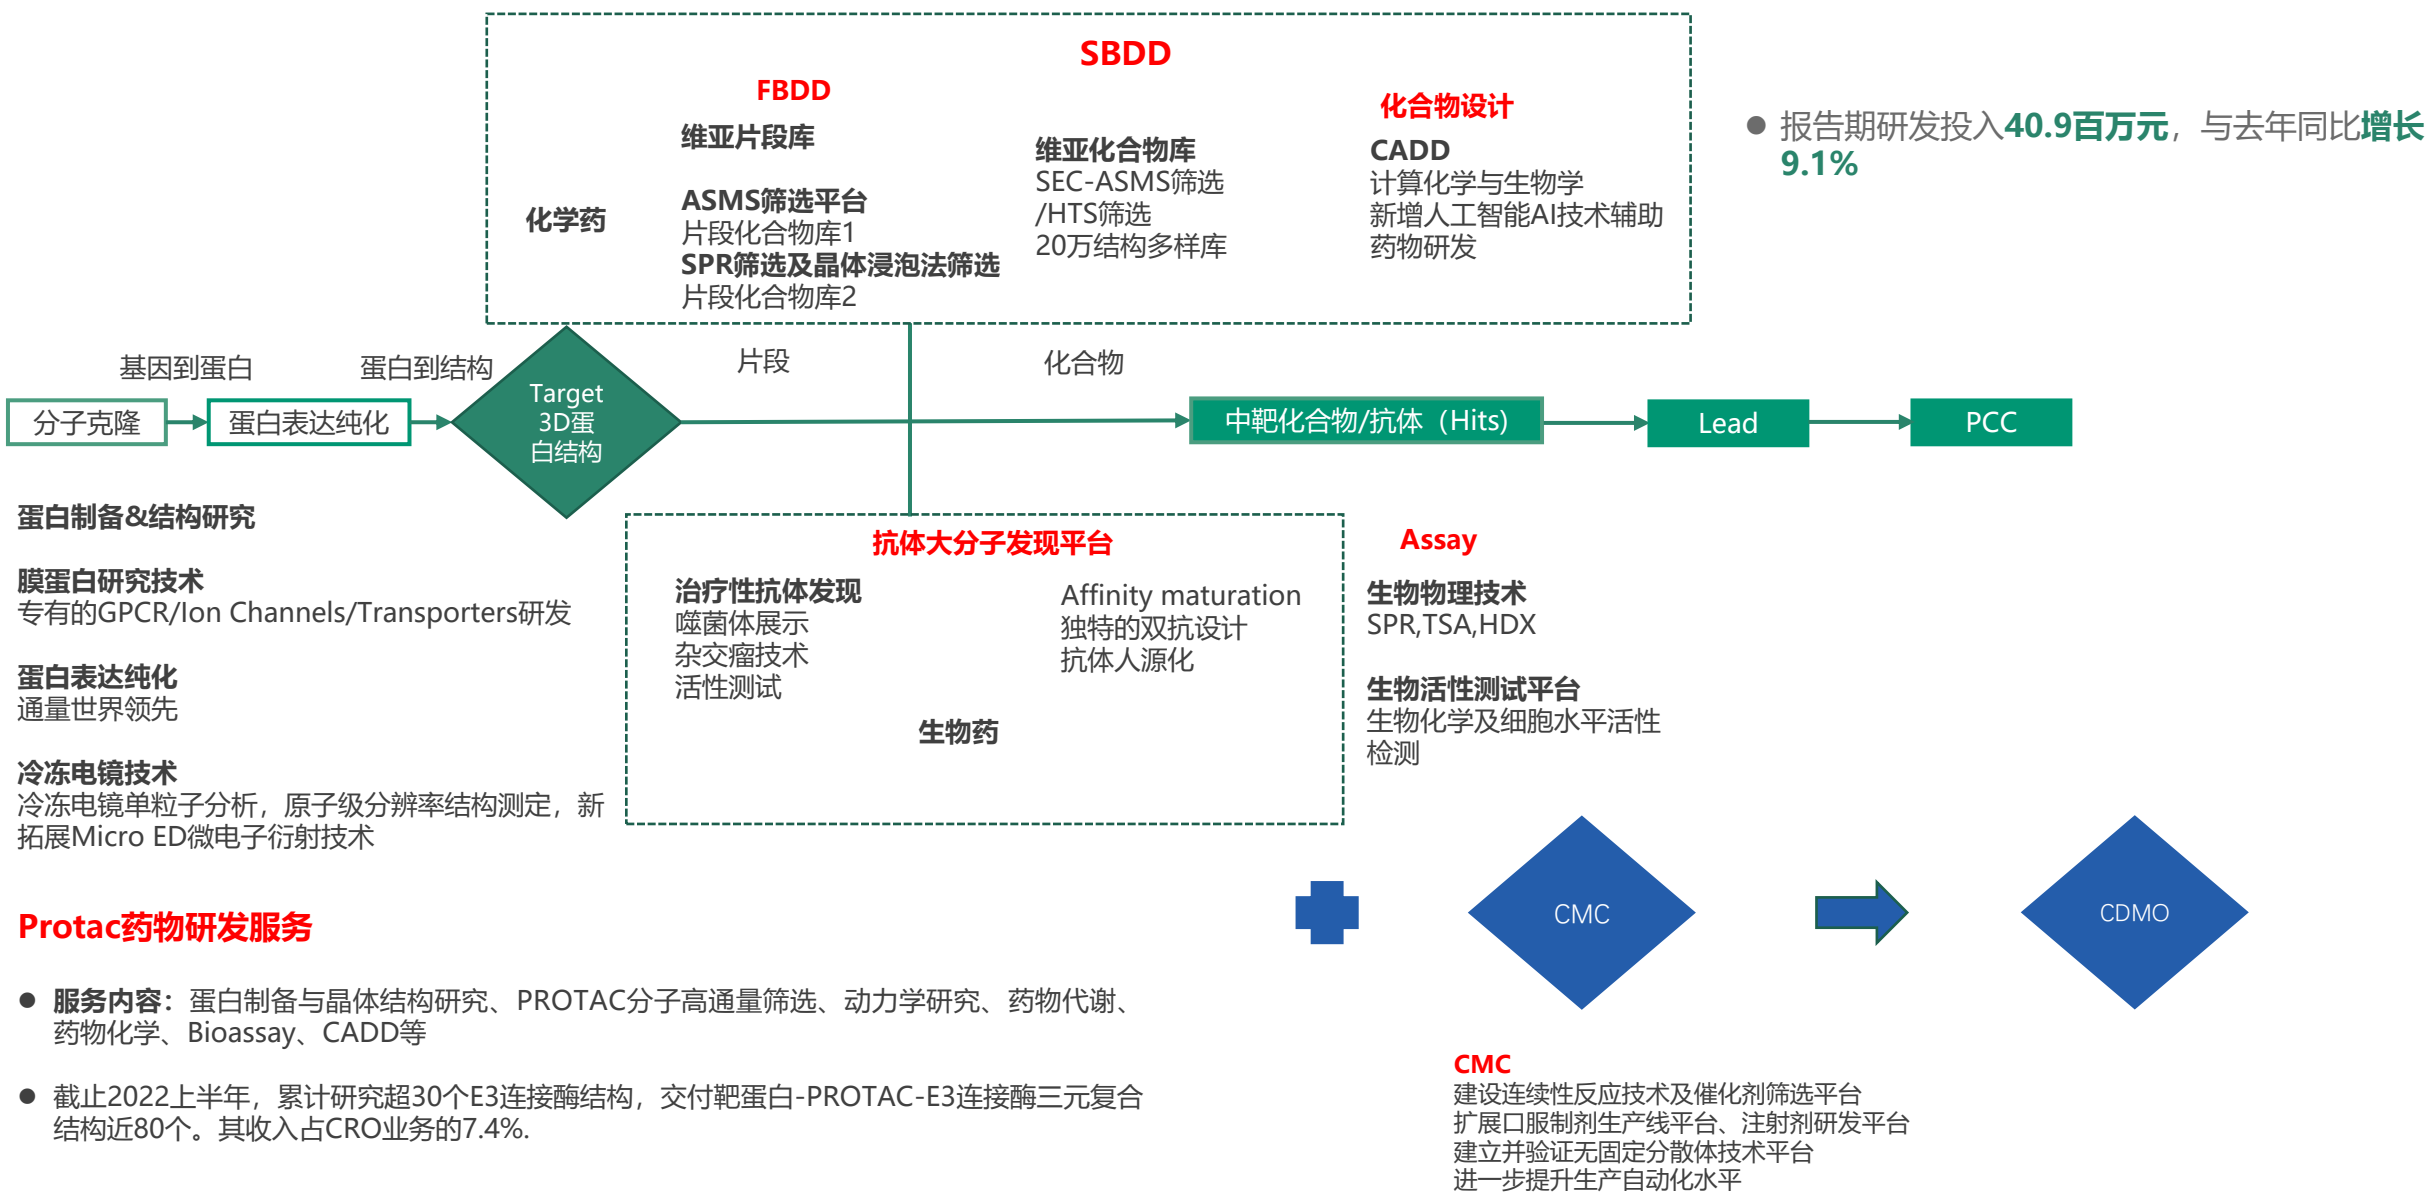 SBDD
FBDD
维亚片段库
ASMS筛选平台
片段化合物库1
SPR筛选及晶体浸泡法筛选
片段化合物库2
化学药
维亚化合物库
SEC-ASMS筛选
/HTS筛选
20万结构多样库
化合物设计
CADD
计算化学与生物学
新增人工智能AI技术辅助
药物研发
● 报告期研发投入40.9百万元，与去年同比增长
9.1%
基因到蛋白
蛋白到结构
片段
化合物
分子克隆
蛋白表达纯化
Target
3D蛋
白结构
中靶化合物/抗体（Hits)
Lead
PCC
蛋白制备&结构研究
膜蛋白研究技术
专有的GPCR/Ion Channels/Transporters研发
蛋白表达纯化
通量世界领先
冷冻电镜技术
冷冻电镜单粒子分析，原子级分辨率结构测定，新
拓展Micro ED微电子衍射技术
抗体大分子发现平台
治疗性抗体发现
噬菌体展示
杂交瘤技术
活性测试
Affinity maturation
独特的双抗设计
抗体人源化
生物药
Assay
生物物理技术
SPR,TSA,HDX
生物活性测试平台
生物化学及细胞水平活性
检测
Protac药物研发服务
● 服务内容：蛋白制备与晶体结构研究、PROTAC分子高通量筛选、动力学研究、药物代谢、
药物化学、Bioassay、CADD等
● 截止2022上半年，累计研究超30个E3连接酶结构，交付靶蛋白-PROTAC-E3连接酶三元复合
结构近80个。其收入占CRO业务的7.4%.
CMC
CDMO
CMC
建设连续性反应技术及催化剂筛选平台
扩展口服制剂生产线平台、注射剂研发平台
建立并验证无固定分散体技术平台
进一步提升生产自动化水平